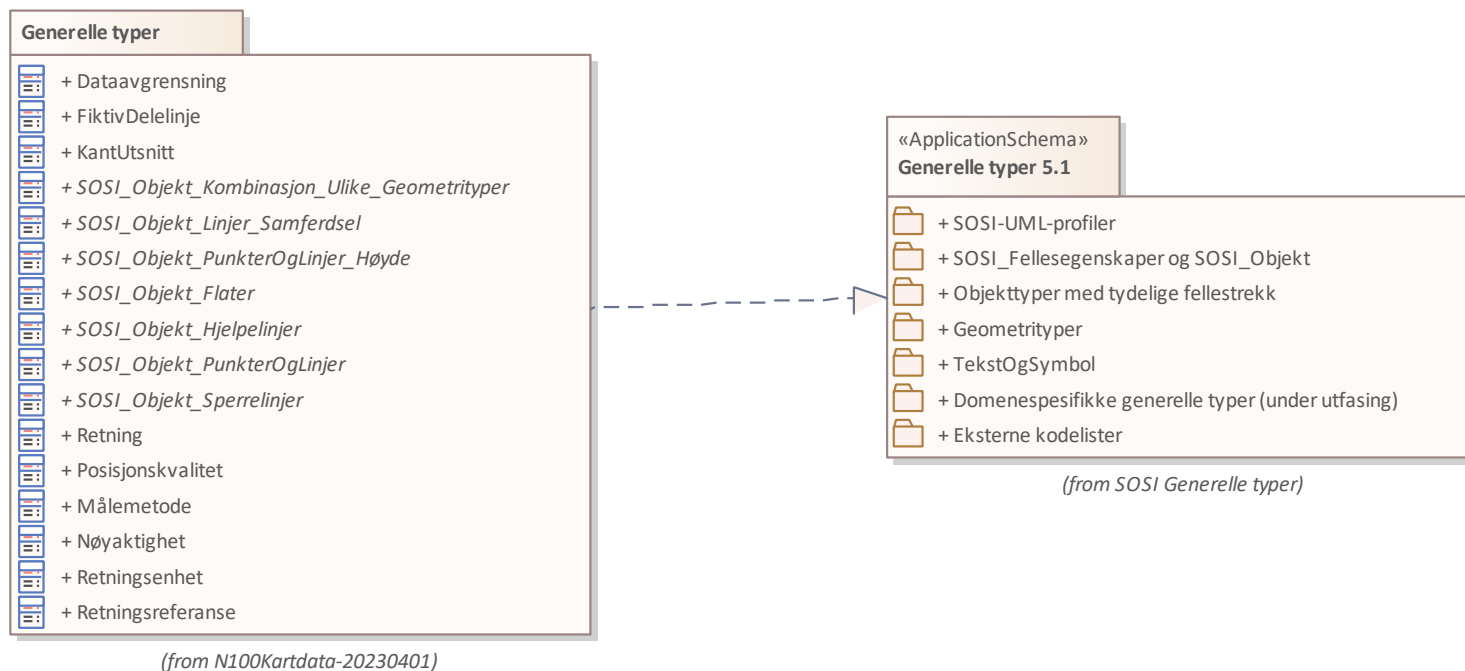 Generelle typer
+ Dataavgrensning
+ FiktivDelelinje
+ KantUtsnitt
+ SOSI_Objekt_Kombinasjon_Ulike_Geometrityper
+ SOSI_Objekt_Linjer_Samferdsel
+ SOSI_Objekt_PunkterOgLinjer_Høyde
+ SOSI_Objekt_Flater
+ SOSI_Objekt_Hjelpelinjer
+ SOSI_Objekt_PunkterOgLinjer
+ SOSI_Objekt_Sperrelinjer
+ Retning
+ Posisjonskvalitet
+ Målemetode
+ Nøyaktighet
+ Retningsenhet
+ Retningsreferanse
(from N100Kartdata-20230401)
«ApplicationSchema»
Generelle typer 5.1
+ SOSI-UML-profiler
+ SOSI_Fellesegenskaper og SOSI_Objekt
+ Objekttyper med tydelige fellestrekk
+ Geometrityper
+ TekstOgSymbol
+ Domenespesifikke generelle typer (under utfasing)
+ Eksterne kodelister
(from SOSI Generelle typer)